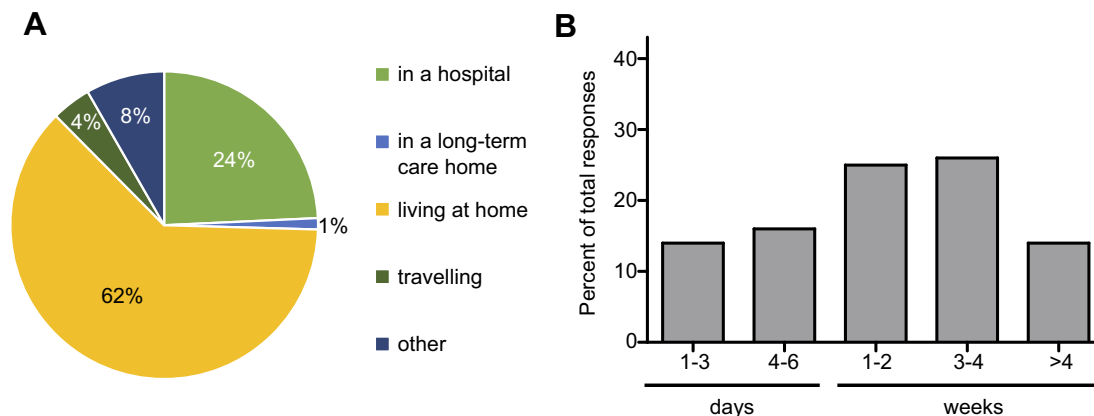 A
8%
4%
24%
1%
62%
in a hospital
in a long-term
care home
living at home
travelling
other
B
Percent of total responses
40
30
20
10
0
1-3 4-6 1-2 3-4 >4
days weeks